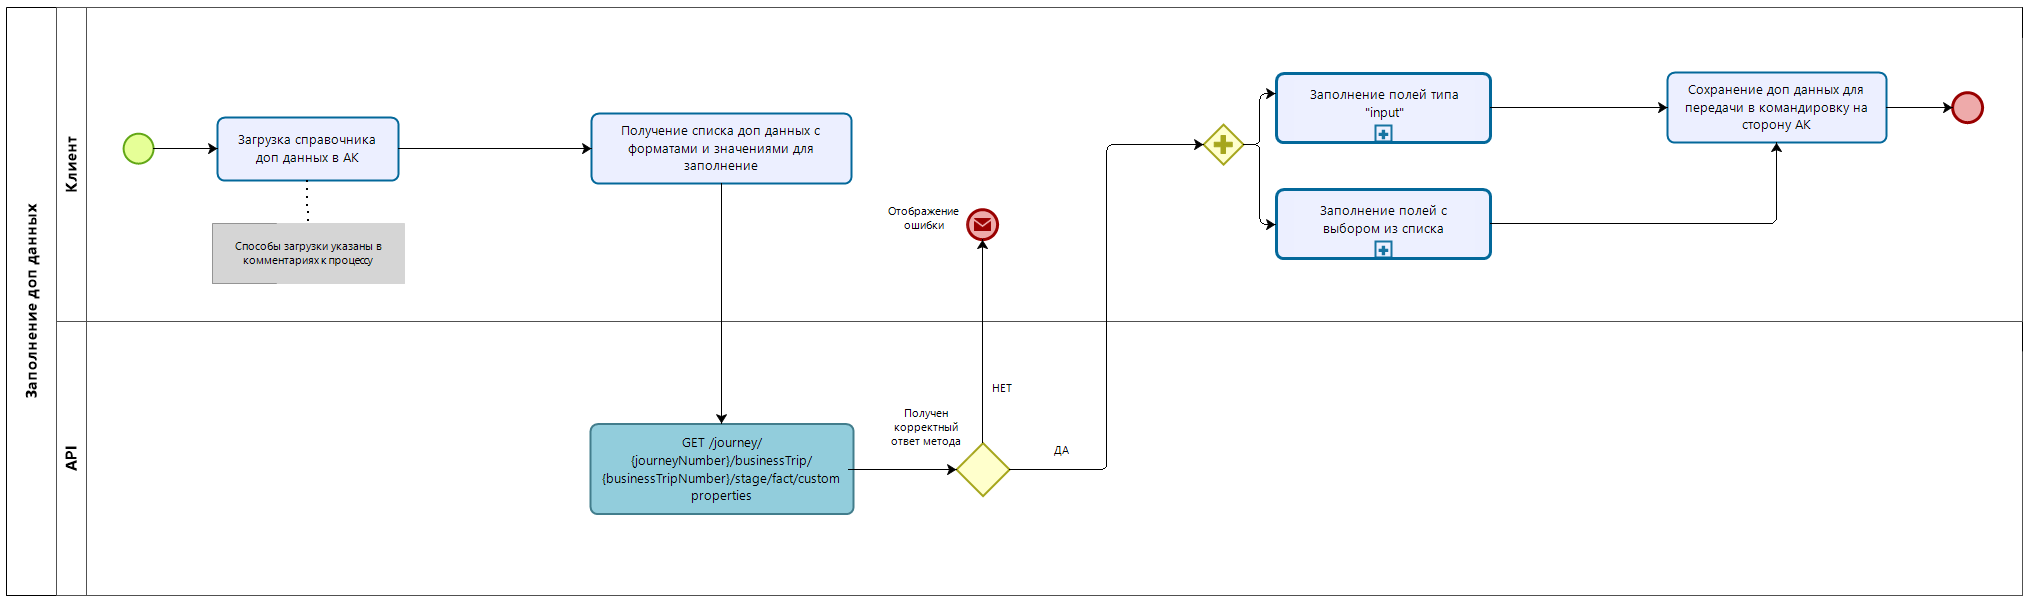 Заполнение доп данных
Клиент
Загрузка справочника
доп данных в АК
Способы загрузки указаны в
комментариях к процессу
Получение списка доп данных с
форматами и значениями для
заполнение
Отображение
ошибки
Заполнение полей типа
"input"
Заполнение полей с
выбором из списка
Сохранение доп данных для
передачи в командировку на
сторону АК
API
GET /journey/
{journeyNumber}/businessTrip/
{businessTripNumber}/stage/fact/custom
properties
Получен
корректный
ответ метода
НЕТ
ДА